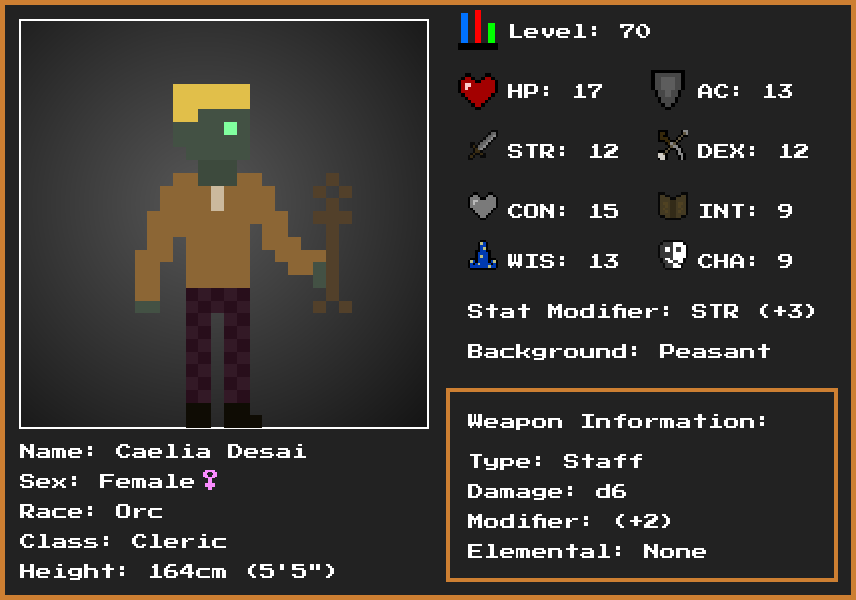 Level: 70
HP: 17
AC: 13
STR: 12
DEX: 12
CON: 15
INT: 9
WIS: 13
CHA: 9
Stat Modifier: STR (+3)
Background: Peasant
Weapon Information:
Type: Staff
Damage: d6
Modifier: (+2)
Elemental: None
Name: Caelia Desai
Sex: Female♀
Race: Orc
Class: Cleric
Height: 164cm (5'5")